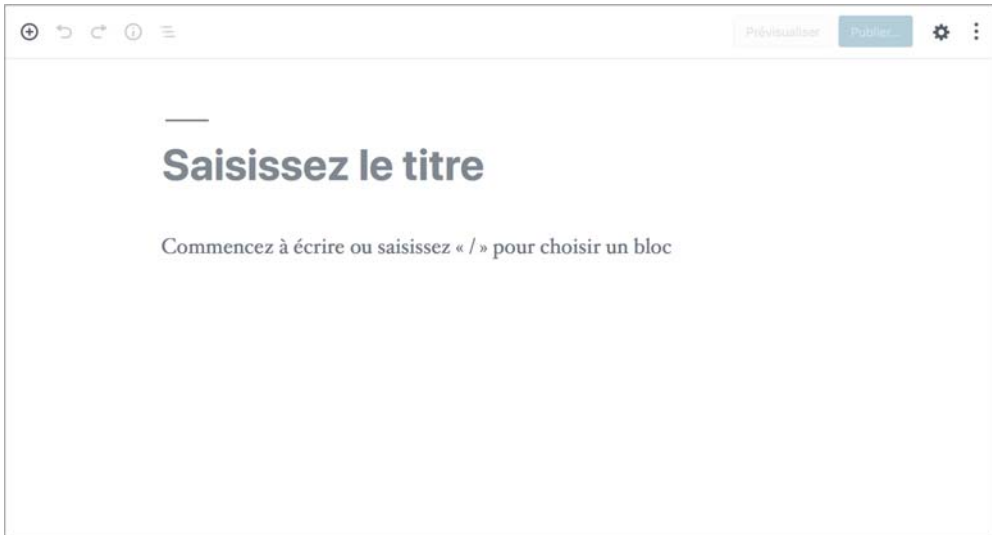 Prévisualiser
Publier...
Saisissez le titre
Commencez à écrire ou saisissez « / » pour choisir un bloc